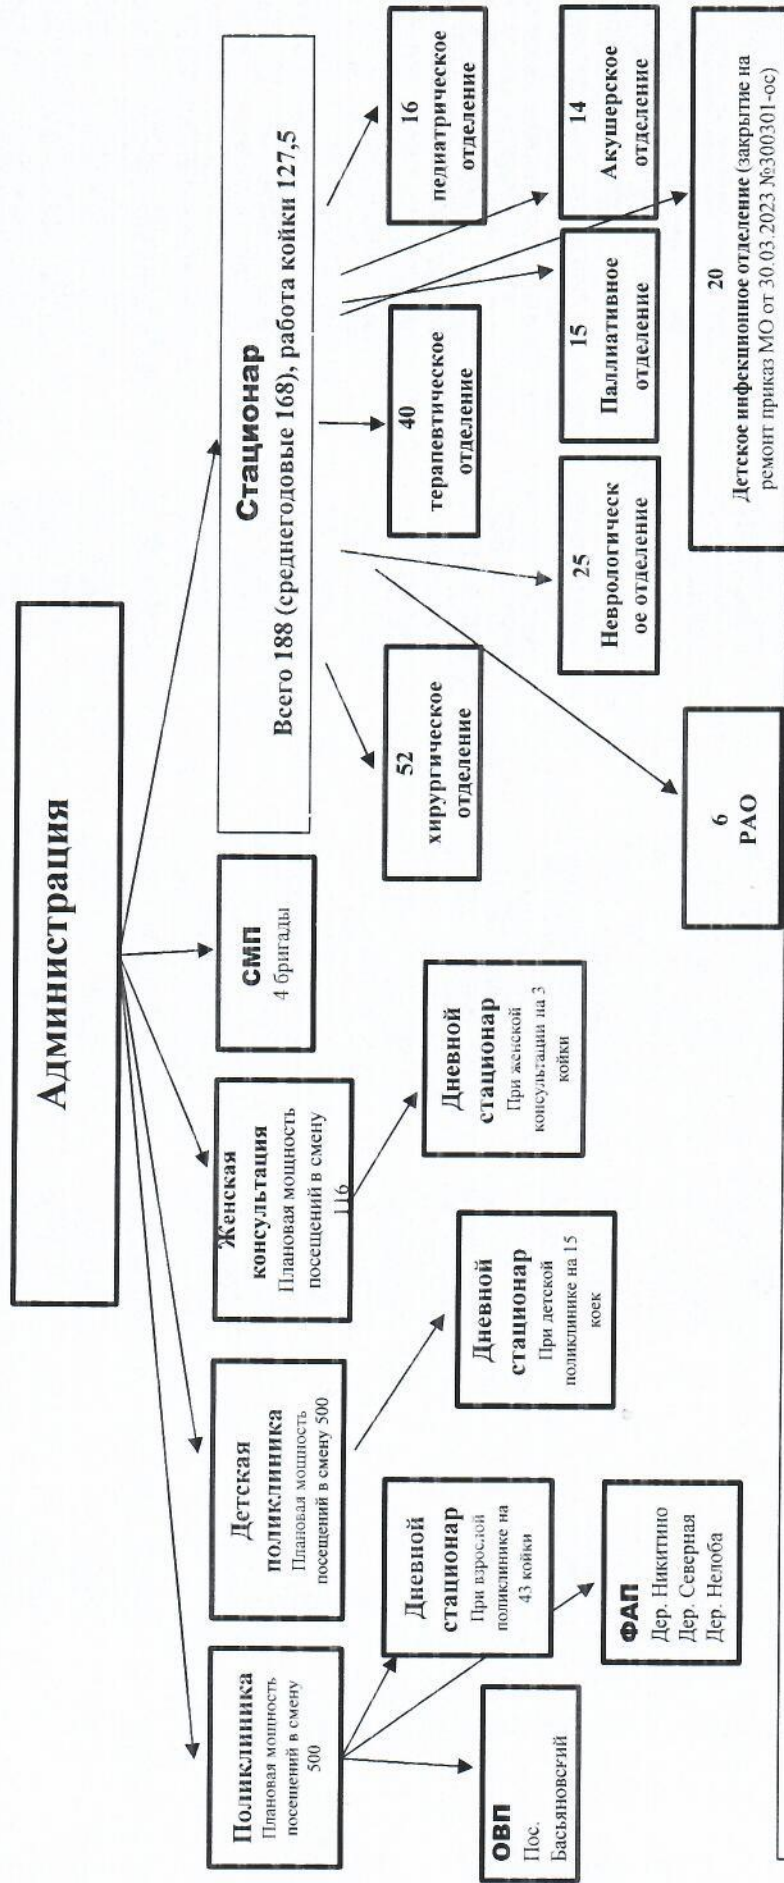 Администрация
Поликлиника
Плановая мощность
посещений в смену
500
Детская
поликлиника
Плановая мощность
посещений в смену 500
Женская
консультация
Плановая мощность
посещений в смену
116
СМП
4 бригады
Стационар
Всего 188 (среднегодовые 168), работа койки 127,5
ОВП
Пос.
Басьяновский
Дневной
стационар
При взрослой
поликлинике на
43 койки
ФАП
Дер. Никитино
Дер. Северная
Дер. Нелоба
Дневной
стационар
При детской
поликлинике на 15
коек
Дневной
стационар
При женской
консультации на 3
койки
52
хирургическое
отделение
40
терапевтическое
отделение
16
педиатрическое
отделение
25
Неврологическ
ое отделение
15
Паллиативное
отделение
14
Акушерское
отделение
6
РАО
20
Детское инфекционное отделение (закрытие на
ремонт приказ МО от 30.03.2023 №300301-ос)